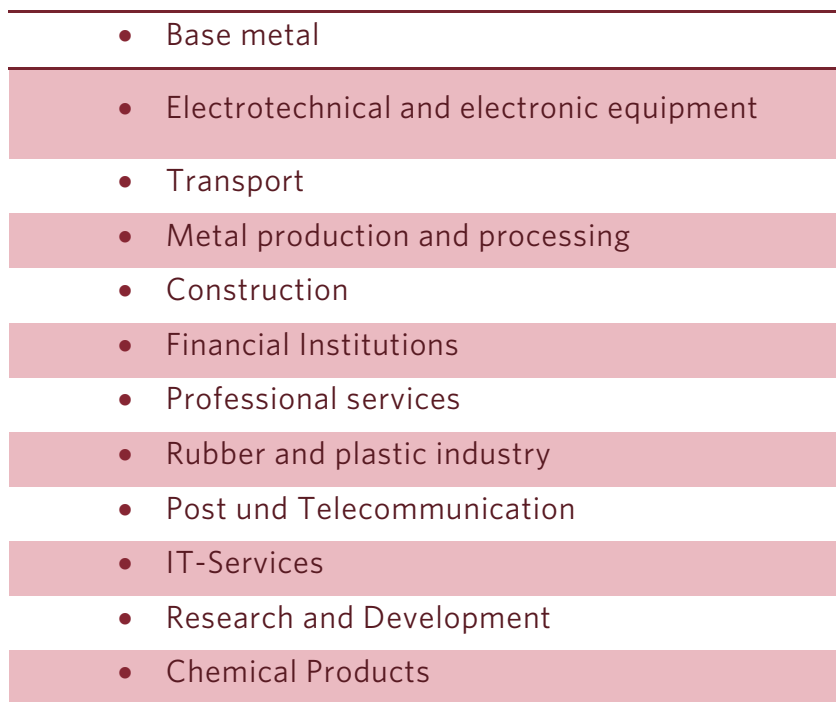 • Base metal
• Electrotechnical and electronic equipment
• Transport
• Metal production and processing
• Construction
• Financial Institutions
• Professional services
• Rubber and plastic industry
• Post und Telecommunication
• IT-Services
• Research and Development
• Chemical Products